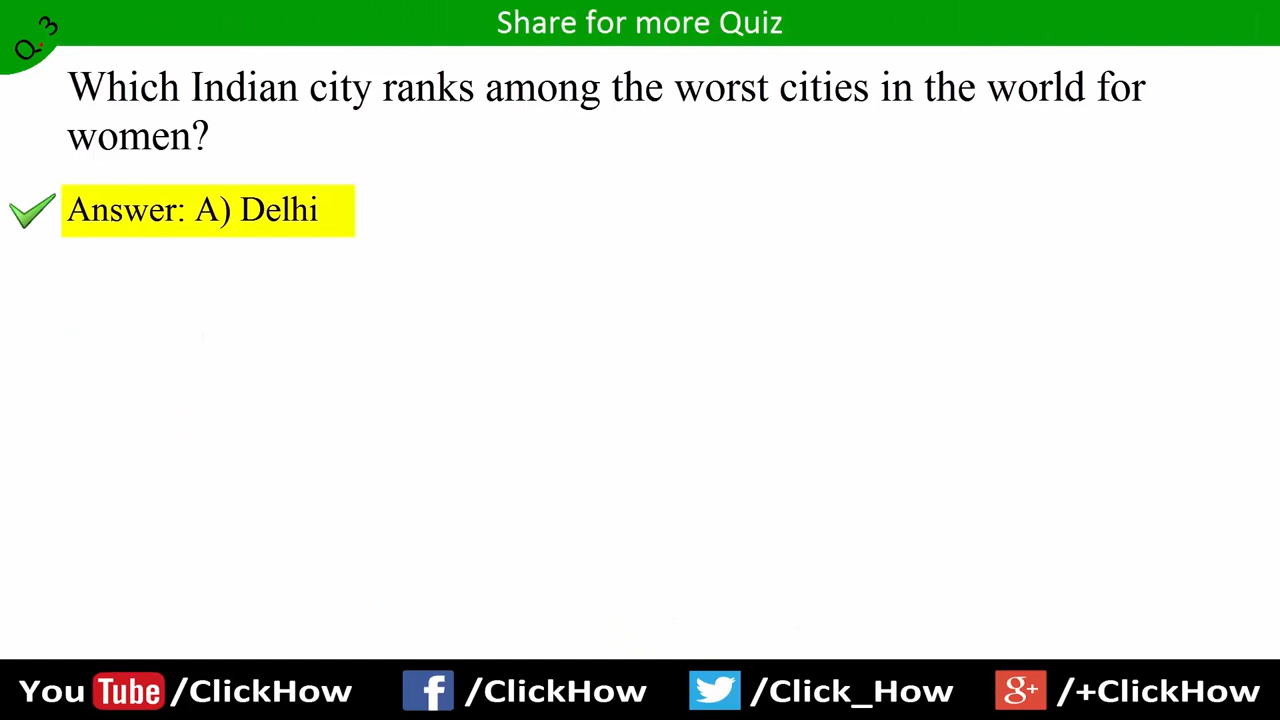 Share for more Quiz
Q.3
Which Indian city ranks among the worst cities in the world for
women?
Answer: A) Delhi
You Tube /ClickHow f /ClickHow /Click_How g+ /+ClickHow